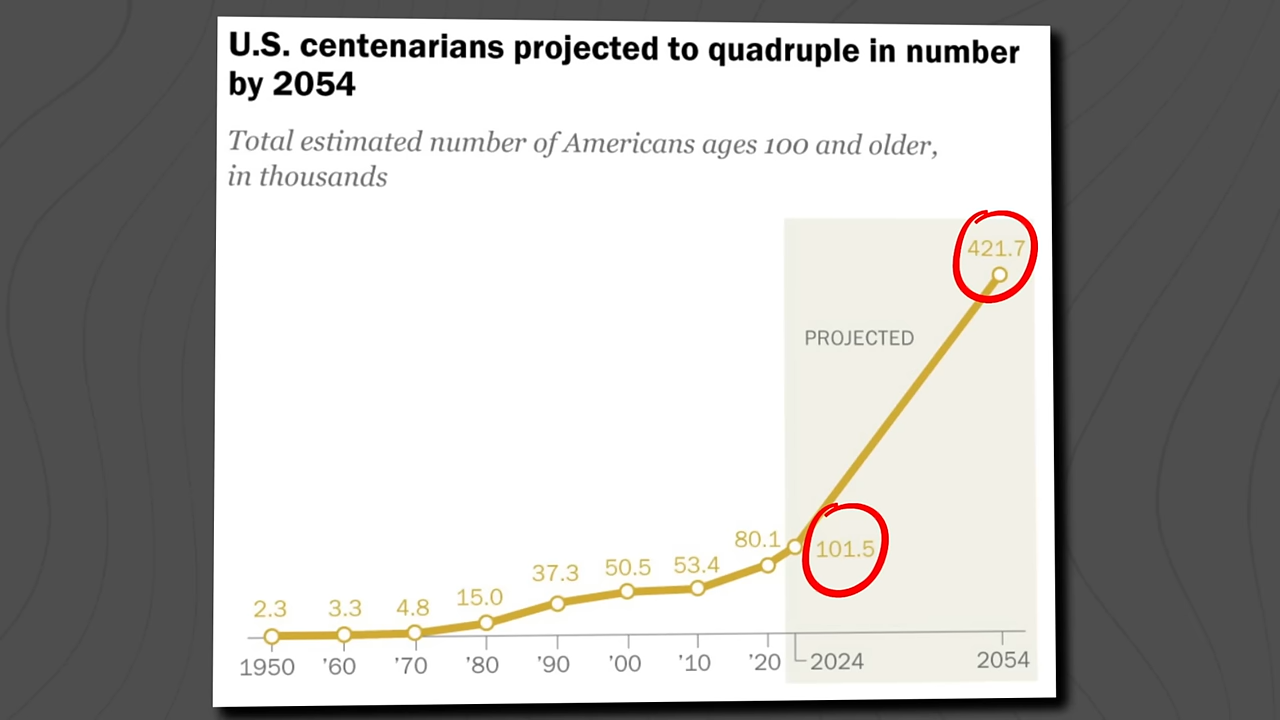 U.S. centenarians projected to quadruple in number
by 2054
Total estimated number of Americans ages 100 and older,
in thousands
421.7
PROJECTED
101.5
80.1
53.4
50.5
37.3
15.0
4.8
3.3
2.3
1950 '60 '70 '80 '90 '00 '10 '20 2024 2054